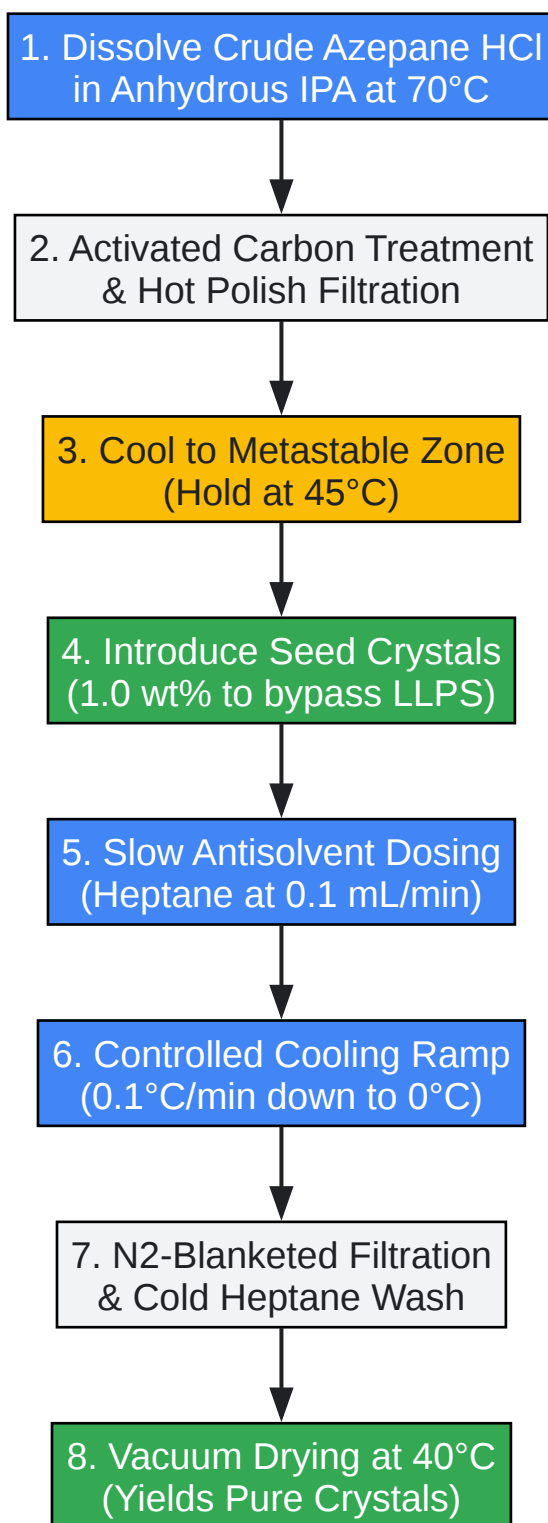 1. Dissolve Crude Azepane HCl
in Anhydrous IPA at 70°C
2. Activated Carbon Treatment
& Hot Polish Filtration
3. Cool to Metastable Zone
(Hold at 45°C)
4. Introduce Seed Crystals
(1.0 wt% to bypass LLPS)
5. Slow Antisolvent Dosing
(Heptane at 0.1 mL/min)
6. Controlled Cooling Ramp
(0.1°C/min down to 0°C)
7. N2-Blanketed Filtration
& Cold Heptane Wash
8. Vacuum Drying at 40°C
(Yields Pure Crystals)